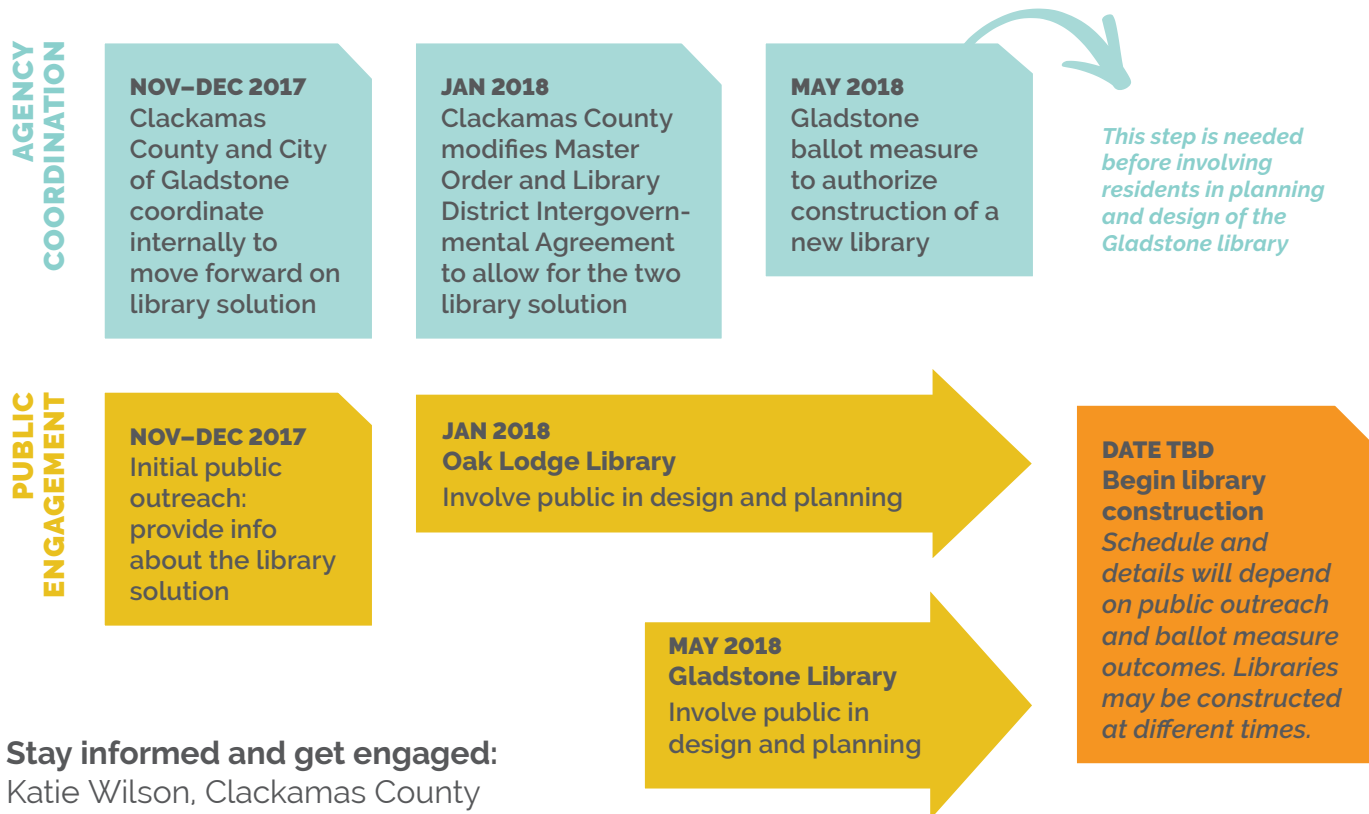 AGENCY
COORDINATION
NOV–DEC 2017
Clackamas
County and City
of Gladstone
coordinate
internally to
move forward on
library solution
JAN 2018
Clackamas County
modifies Master
Order and Library
District Intergovern-
mental Agreement
to allow for the two
library solution
MAY 2018
Gladstone
ballot measure
to authorize
construction of a
new library
This step is needed
before involving
residents in planning
and design of the
Gladstone library
PUBLIC
ENGAGEMENT
NOV–DEC 2017
Initial public
outreach:
provide info
about the library
solution
JAN 2018
Oak Lodge Library
Involve public in design and planning
MAY 2018
Gladstone Library
Involve public in
design and planning
DATE TBD
Begin library
construction
Schedule and
details will depend
on public outreach
and ballot measure
outcomes. Libraries
may be constructed
at different times.
Stay informed and get engaged:
Katie Wilson, Clackamas County